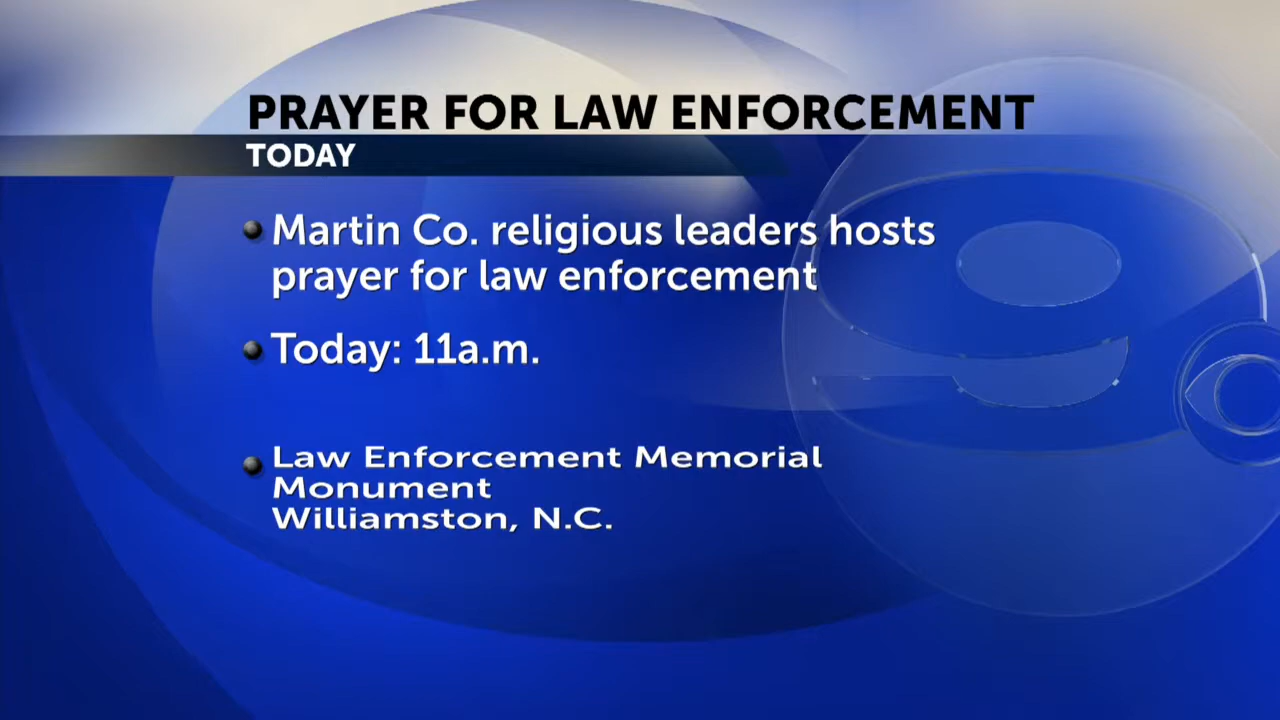 PRAYER FOR LAW ENFORCEMENT
TODAY
Martin Co. religious leaders hosts
prayer for law enforcement
Today: 11a.m.
Law Enforcement Memorial
Monument
Williamston, N.C.
9